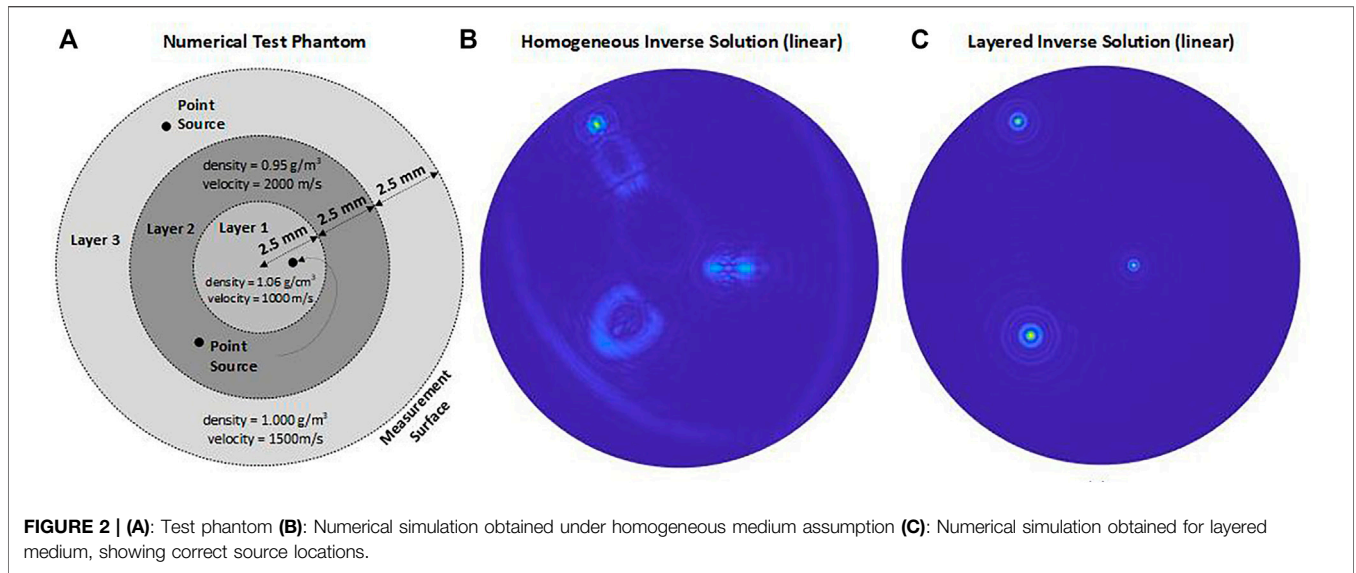 A
Numerical Test Phantom
Point
Source
density = 0.95 g/m³
velocity = 2000 m/s
2.5 mm
2.5 mm
2.5 mm
Layer 3
Layer 2
Layer 1
density = 1.06 g/cm³
velocity = 1000 m/s
Point
Source
density = 1.000 g/m³
velocity = 1500m/s
Measurement
Surface
B
Homogeneous Inverse Solution (linear)
C
Layered Inverse Solution (linear)
FIGURE 2 | (A): Test phantom (B): Numerical simulation obtained under homogeneous medium assumption (C): Numerical simulation obtained for layered
medium, showing correct source locations.